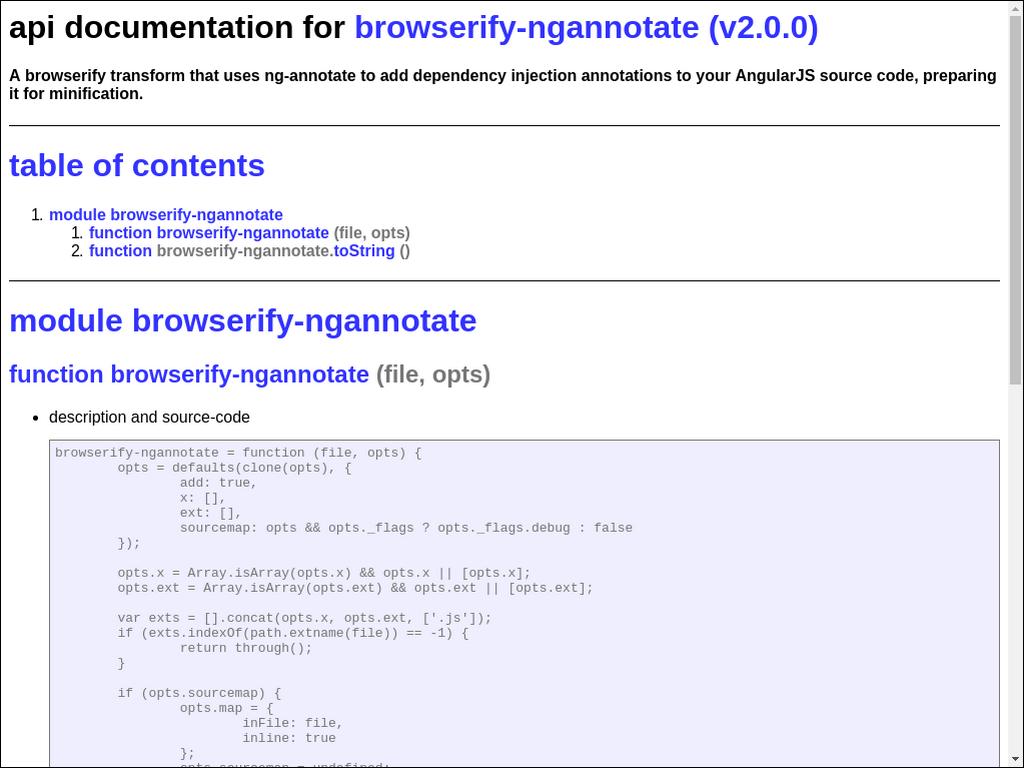 api documentation for browserify-ngannotate (v2.0.0)
A browserify transform that uses ng-annotate to add dependency injection annotations to your AngularJS source code, preparing
it for minification.
table of contents
1. module browserify-ngannotate
1. function browserify-ngannotate (file, opts)
2. function browserify-ngannotate.toString ()
module browserify-ngannotate
function browserify-ngannotate (file, opts)
• description and source-code
browserify-ngannotate = function (file, opts) {
opts = defaults(clone(opts), {
add: true,
x: [],
ext: [],
sourcemap: opts && opts._flags ? opts._flags.debug : false
});
opts.x = Array.isArray(opts.x) && opts.x || [opts.x];
opts.ext = Array.isArray(opts.ext) && opts.ext || [opts.ext];
var exts = [].concat(opts.x, opts.ext, ['.js']);
if (exts.indexOf(path.extname(file)) == -1) {
return through();
}
if (opts.sourcemap) {
opts.map = {
inFile: file,
inline: true
};
opts.sourcemap = undefined;